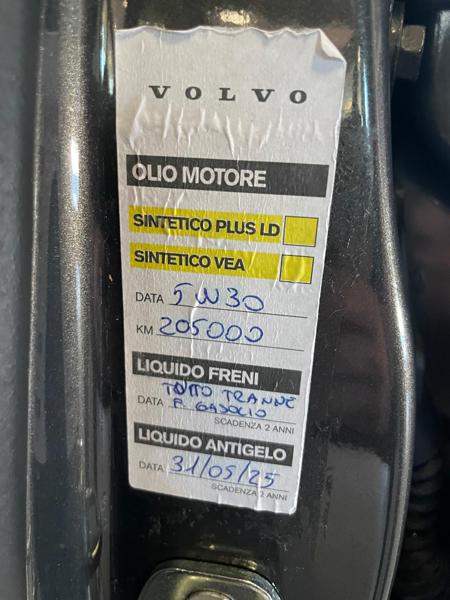 VOLVO
OLIO MOTORE
SINTETICO PLUS LD
SINTETICO VEA
DATA 5W30
KM 205000
LIQUIDO FRENI
TUTTO TRANNE
DATA F. GASOLIO
SCADENZA 2 ANNI
LIQUIDO ANTIGELO
DATA 31/05/25
SCADENZA 2 ANNI